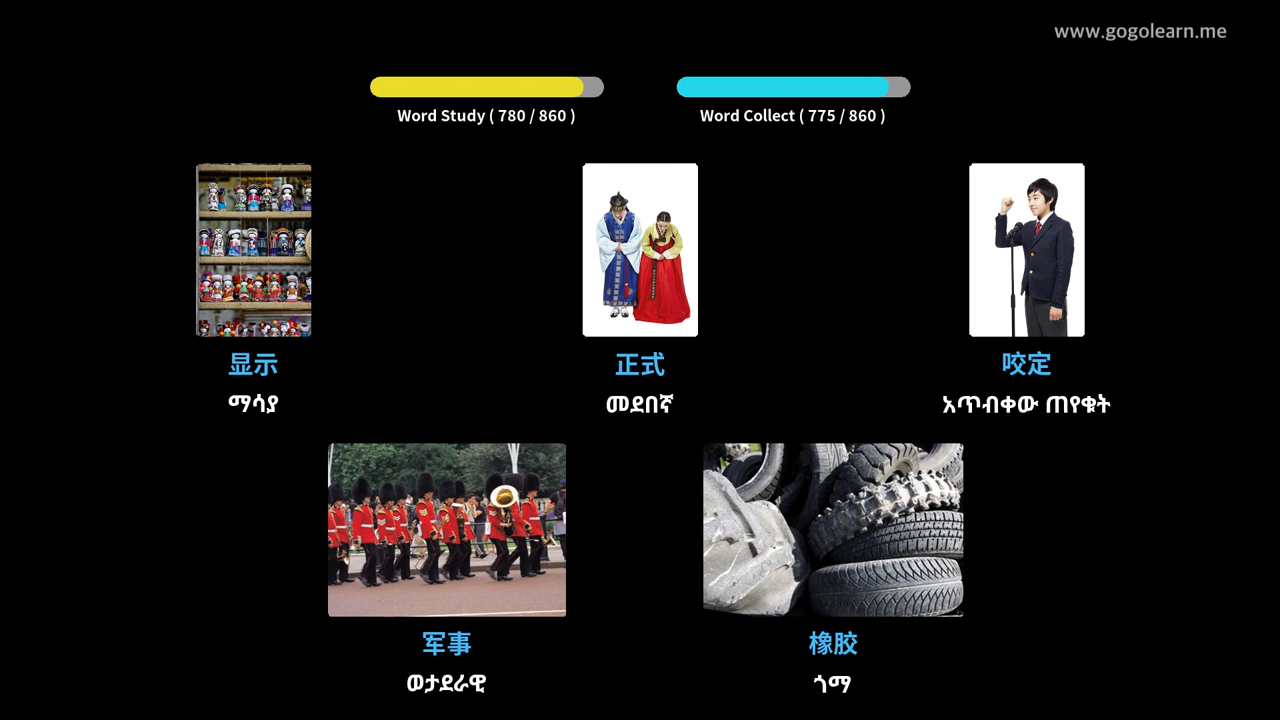 www.gogolearn.me
Word Study ( 780 / 860 )
Word Collect ( 775 / 860 )
显示
ማሳያ
正式
መደበኛ
咬定
አጥብቀው ጠየቁት
军事
ወታደራዊ
橡胶
ጎማ